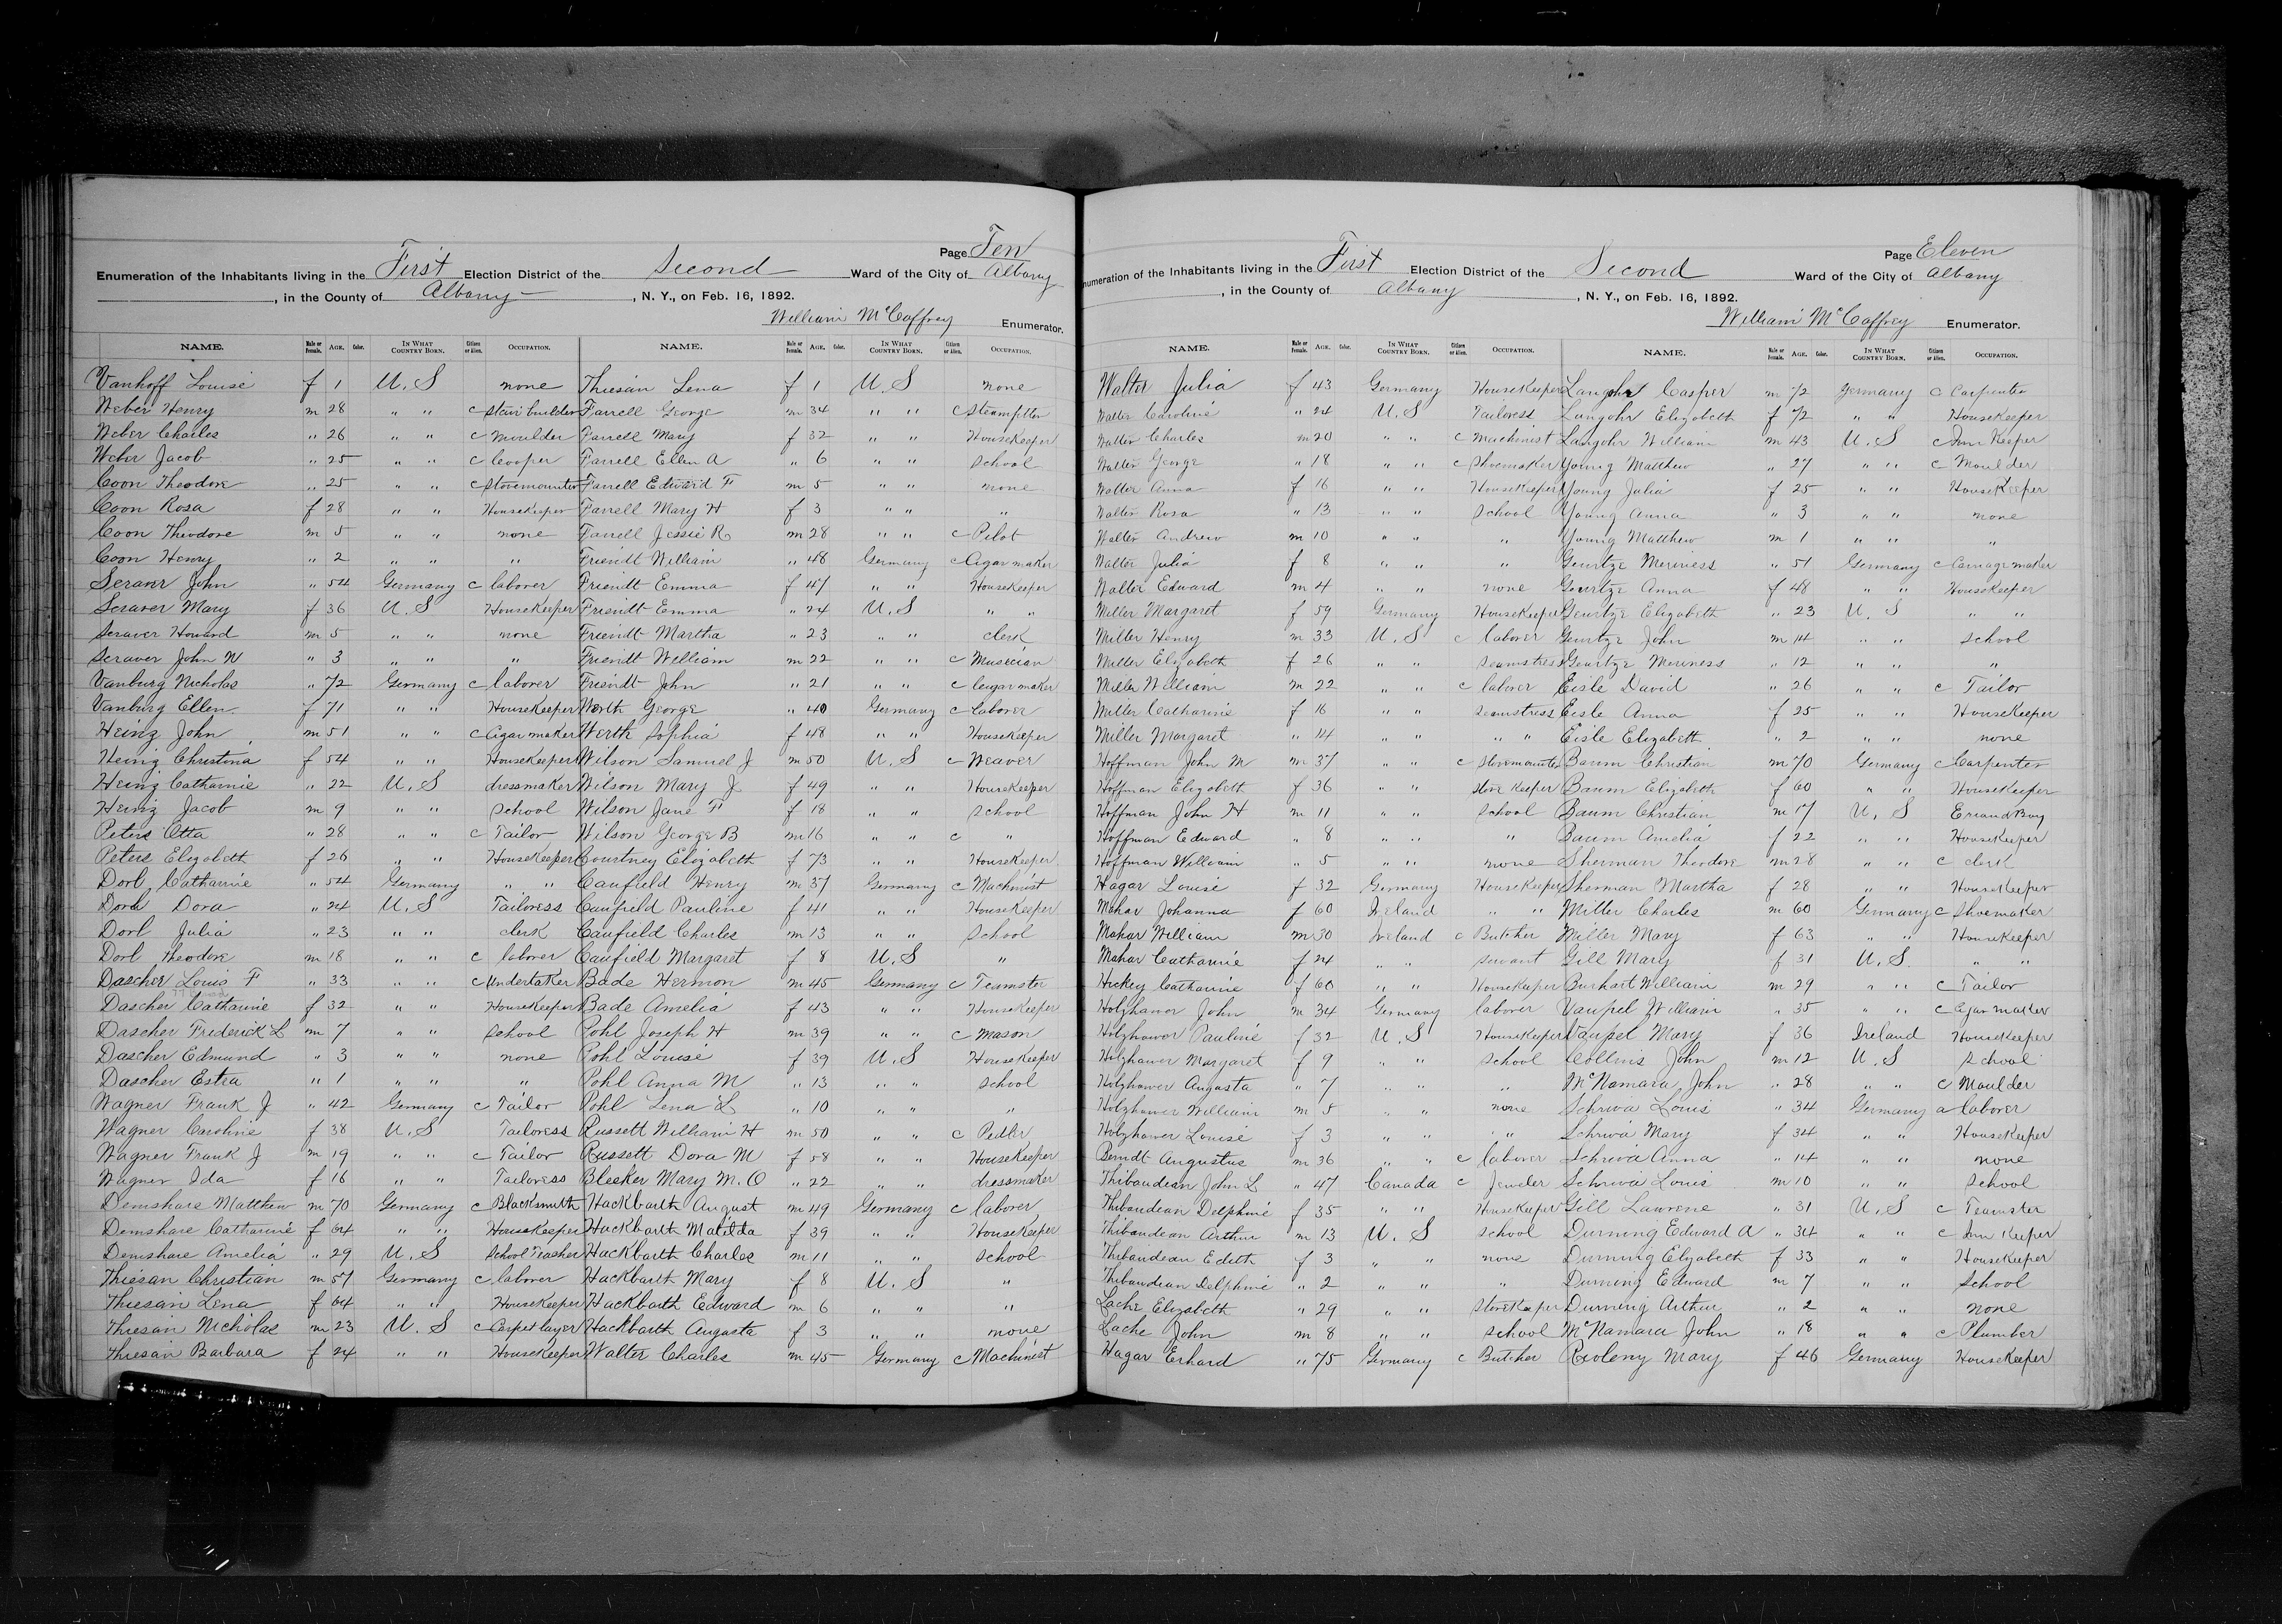 Page Ten
Enumeration of the Inhabitants living in the First Election District of the Second Ward of the City of Albany
, in the County of Albany , N. Y., on Feb. 16, 1892.
William McCaffrey Enumerator.
NAME. Male or Female. AGE. Color. IN WHAT COUNTRY BORN. Citizen or Alien. OCCUPATION.
Vanhoff Louise f 1 U.S none
Weber Henry m 28 " " c Stair builder
Weber Charles " 26 " " c Moulder
Weber Jacob " 25 " " c Cooper
Coon Theodore " 25 " " c Stovemounter
Coon Rosa f 28 " " HouseKeeper
Coon Theodore m 5 " " none
Coon Henry " 2 " " "
Seraver John " 54 Germany c laborer
Seraver Mary f 36 U.S HouseKeeper
Seraver Howard m 5 " " none
Seraver John W " 3 " " "
Vanburg Nicholas " 72 Germany c laborer
Vanburg Ellen f 71 " " HouseKeeper
Heinz John m 51 " " c Cigar maker
Heinz Christina f 54 " " HouseKeeper
Heinz Catharine " 22 U.S dressmaker
Heinz Jacob m 9 " " School
Peters Otta " 28 " " c Tailor
Peters Elizabeth f 26 " " HouseKeeper
Dorl Catharine " 54 Germany " "
Dorl Dora " 24 U.S Tailoress
Dorl Julia " 23 " " clerk
Dorl Theodore m 18 " " c laborer
Dascher Louis F " 33 " " c Undertaker
Dascher Catharine f 32 " " HouseKeeper
Dascher Frederick L m 7 " " School
Dascher Edmund " 3 " " none
Dascher Estra " 1 " " "
Wagner Frank J " 42 Germany c Tailor
Wagner Caroline f 38 U.S Tailoress
Wagner Frank J m 19 " " c Tailor
Wagner Ida f 16 " " Tailoress
Demshare Matthew m 70 Germany c Blacksmith
Demshare Catharine f 64 " " HouseKeeper
Demshare Amelia " 29 U.S School Teacher
Thiesan Christian m 57 Germany c laborer
Thiesan Lena f 64 " " HouseKeeper
Thiesan Nicholas m 23 U.S c Carpet layer
Thiesan Barbara f 24 " " HouseKeeper
NAME. Male or Female. AGE. Color. IN WHAT COUNTRY BORN. Citizen or Alien. OCCUPATION.
Thiesan Lena f 1 U.S none
Farrell George m 34 " " c Steamfitter
Farrell Mary f 32 " " HouseKeeper
Farrell Ellen A " 6 " " School
Farrell Edward F m 5 " " none
Farrell Mary H f 3 " " "
Farrell Jessie R m 28 " " c Pilot
Friendt William " 48 Germany c Cigar maker
Friendt Emma f 47 " " HouseKeeper
Friendt Emma " 24 U.S " "
Friendt Martha " 23 " " clerk
Friendt William m 22 " " c Musician
Friendt John " 21 " " c Cigar maker
Werth George " 40 Germany c laborer
Werth Sophia f 48 " " HouseKeeper
Wilson Samuel J m 50 U.S c Weaver
Wilson Mary J f 49 " " HouseKeeper
Wilson Jane F f 18 " " School
Wilson George B m 16 " " c "
Courtney Elizabeth f 73 " " HouseKeeper
Caufield Henry m 37 Germany c Machinist
Caufield Pauline f 41 " " HouseKeeper
Caufield Charles m 13 " " School
Caufield Margaret f 8 U.S "
Bade Hermon m 45 Germany c Teamster
Bade Amelia f 43 " " HouseKeeper
Pohl Joseph H m 39 " " c Mason
Pohl Louise f 39 U.S HouseKeeper
Pohl Anna M " 13 " " School
Pohl Lena L " 10 " " "
Russett William H m 50 " " c Pedler
Russett Dora M f 58 " " HouseKeeper
Bleeker Mary M.O " 22 " " dressmaker
Hackbarth August m 49 Germany c laborer
Hackbarth Matilda f 39 " " HouseKeeper
Hackbarth Charles m 11 " " School
Hackbarth Mary f 8 U.S "
Hackbarth Edward m 6 " " "
Hackbarth Augusta f 3 " " none
Walter Charles m 45 Germany c Machinist
Page Eleven
Enumeration of the Inhabitants living in the First Election District of the Second Ward of the City of Albany
, in the County of Albany , N. Y., on Feb. 16, 1892.
William McCaffrey Enumerator.
NAME. Male or Female. AGE. Color. IN WHAT COUNTRY BORN. Citizen or Alien. OCCUPATION.
Walter Julia f 43 Germany HouseKeeper
Walter Caroline " 24 U.S Tailoress
Walter Charles m 20 " " c Machinist
Walter George " 18 " " c Shoemaker
Walter Anna f 16 " " HouseKeeper
Walter Rosa " 13 " " School
Walter Andrew m 10 " " "
Walter Julia f 8 " " "
Walter Edward m 4 " " none
Miller Margaret f 59 Germany HouseKeeper
Miller Henry m 33 U.S c laborer
Miller Elizabeth f 26 " " Seamstress
Miller William m 22 " " c laborer
Miller Catharine f 16 " " Seamstress
Miller Margaret " 14 " " " "
Hoffman John M m 37 " " c Stovemounter
Hoffman Elizabeth f 36 " " Store Keeper
Hoffman John H m 11 " " School
Hoffman Edward " 8 " " "
Hoffman William " 5 " " none
Hagar Louise f 32 Germany HouseKeeper
Mahar Johanna f 60 Ireland " "
Mahar William m 30 Ireland c Butcher
Mahar Catharine f 24 " " servant
Hickey Catharine f 60 " " HouseKeeper
Holzhanor John m 34 Germany laborer
Holzhower Pauline f 32 U.S HouseKeeper
Holzhower Margaret f 9 " " School
Holzhower Augusta " 7 " " "
Holzhower William m 5 " " none
Holzhower Louise f 3 " " "
Berndt Augustus m 36 " " c laborer
Thibaudean John L " 47 Canada c Jeweler
Thibaudean Delphine f 35 " " HouseKeeper
Thibaudean Arthur m 13 U.S School
Thibaudean Edith f 3 " " none
Thibaudean Delphine " 2 " " "
Lache Elizabeth " 29 " " StoreKeeper
Lache John m 8 " " School
Hagar Erhard " 75 Germany c Butcher
NAME. Male or Female. AGE. Color. IN WHAT COUNTRY BORN. Citizen or Alien. OCCUPATION.
Langohr Casper m 72 Germany c Carpenter
Langohr Elizabeth f 72 " " HouseKeeper
Langohr William m 43 U.S c Inn Keeper
Young Matthew " 27 " " c Moulder
Young Julia f 25 " " HouseKeeper
Young Anna " 3 " " none
Young Matthew m 1 " " "
Geurtze Meriness " 51 Germany c Carriage maker
Geurtze Anna f 48 " " HouseKeeper
Geurtze Elizabeth " 23 U.S " "
Geurtze John m 14 " " School
Geurtze Meriness " 12 " " "
Eisle David " 26 " " c Tailor
Eisle Anna f 25 " " HouseKeeper
Eisle Elizabeth " 2 " " none
Baum Christian m 70 Germany c Carpenter
Baum Elizabeth f 60 " " HouseKeeper
Baum Christian m 17 U.S Errand Boy
Baum Amelia f 22 " " HouseKeeper
Sherman Theodore m 28 " " c clerk
Sherman Martha f 28 " " HouseKeeper
Miller Charles m 60 Germany c Shoemaker
Miller Mary f 63 " " HouseKeeper
Gill Mary f 31 U.S. " "
Burhart William m 29 " " c Tailor
Vaupel William " 35 " " c Cigar maker
Vaupel Mary f 36 Ireland HouseKeeper
Collins John m 12 U.S School
McNamara John " 28 " " c Moulder
Schriva Louis " 34 Germany a laborer
Schriva Mary f 34 " " HouseKeeper
Schriva Anna " 14 " " none
Schriva Louis m 10 " " School
Gill Lawrene " 31 U.S c Teamster
Durning Edward A " 34 " " c Inn Keeper
Durning Elizabeth f 33 " " HouseKeeper
Durning Edward m 7 " " School
Durning Arthur " 2 " " none
McNamara John " 18 " " c Plumber
Mary f 46 Germany HouseKeeper